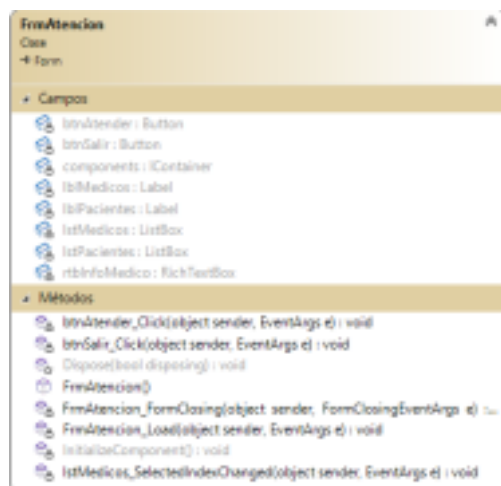 FrmAtencion
Clase
Form
Campos
btnAtender : Button
btnSalir : Button
components : IContainer
lblMedicos : Label
lblPacientes : Label
lstMedicos : ListBox
lstPacientes : ListBox
rtbInfoMedico : RichTextBox
Métodos
btnAtender_Click(object sender, EventArgs e) : void
btnSalir_Click(object sender, EventArgs e) : void
Dispose(bool disposing) : void
FrmAtencion()
FrmAtencion_FormClosing(object sender, FormClosingEventArgs e) :...
FrmAtencion_Load(object sender, EventArgs e) : void
InitializeComponent() : void
lstMedicos_SelectedIndexChanged(object sender, EventArgs e) : void